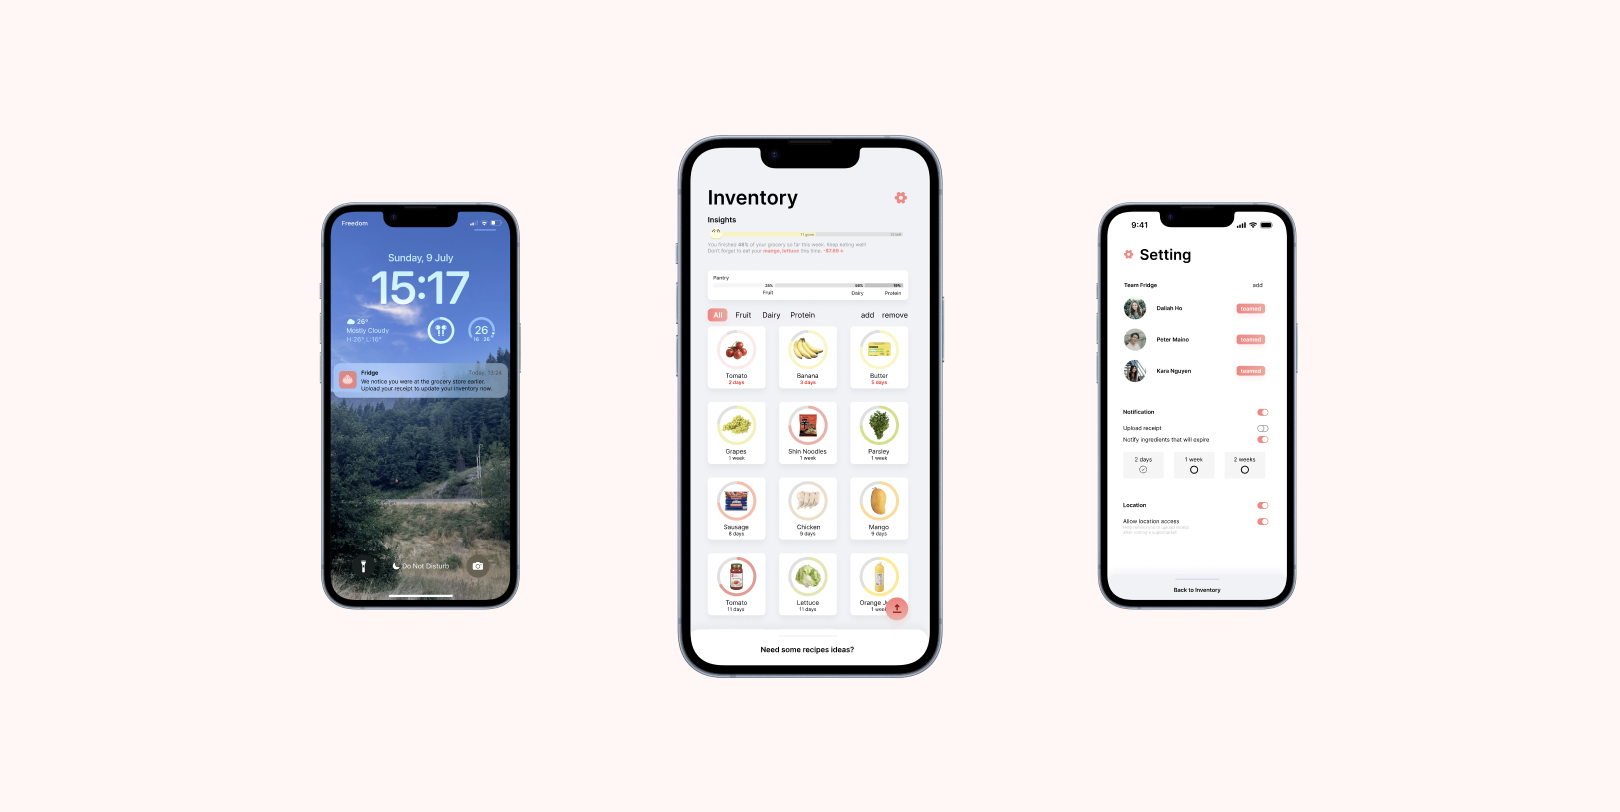 Freedom
Sunday, 9 July
15:17
26°
Mostly Cloudy
H:26° L:16°
26
16 26
Fridge
Today, 13:24
We notice you were at the grocery store earlier.
Upload your receipt to update your inventory now.
Do Not Disturb
Inventory
Insights
You finished 48% of your grocery so far this week. Keep eating well!
Don't forget to eat your mango, lettuce this time.
Pantry
Fruit
Dairy
Protein
All
Fruit
Dairy
Protein
add
remove
Tomato
2 days
Banana
3 days
Butter
5 days
Grapes
1 week
Shin Noodles
1 week
Parsley
1 week
Sausage
8 days
Chicken
9 days
Mango
9 days
Tomato
11 days
Lettuce
11 days
Orange
1
Need some recipes ideas?
9:41
Setting
Team Fridge
add
Daliah Ho
teamed
Peter Maino
teamed
Kara Nguyen
teamed
Notification
Upload receipt
Notify ingredients that will expire
2 days
1 week
2 weeks
Location
Allow location access
Back to Inventory